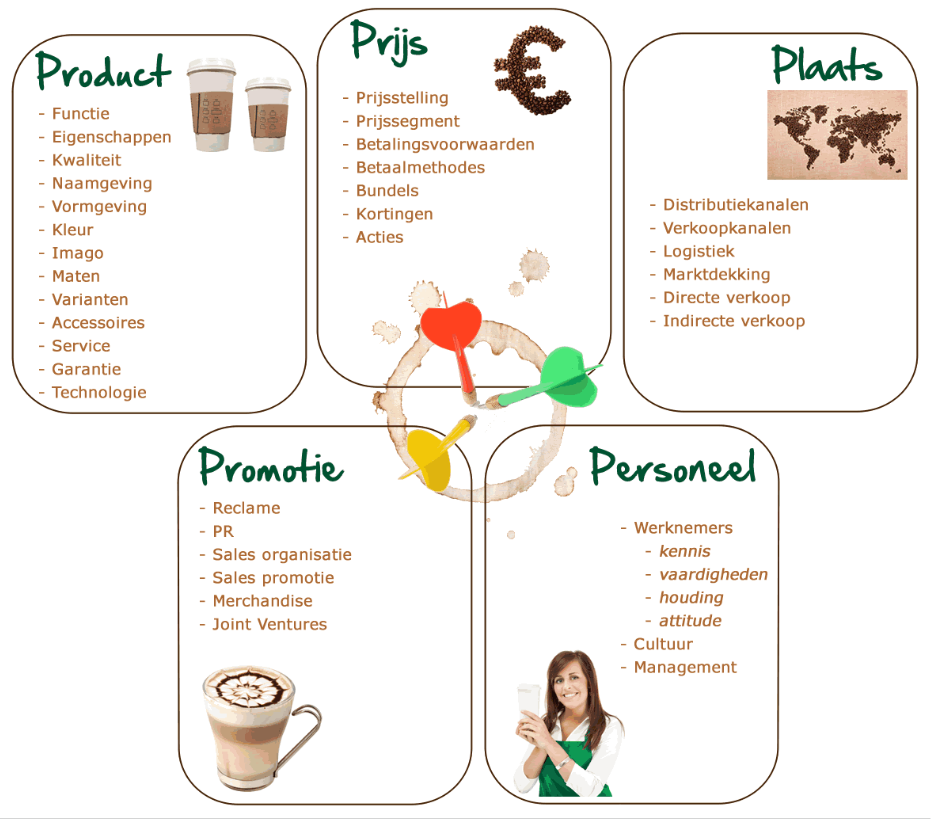 Product
- Functie
- Eigenschappen
- Kwaliteit
- Naamgeving
- Vormgeving
- Kleur
- Imago
- Maten
- Varianten
- Accessoires
- Service
- Garantie
- Technologie
Prijs
- Prijsstelling
- Prijssegment
- Betalingsvoorwaarden
- Betaalmethodes
- Bundels
- Kortingen
- Acties
€
Plaats
- Distributiekanalen
- Verkoopkanalen
- Logistiek
- Marktdekking
- Directe verkoop
- Indirecte verkoop
Promotie
- Reclame
- PR
- Sales organisatie
- Sales promotie
- Merchandise
- Joint Ventures
Personeel
- Werknemers
- kennis
- vaardigheden
- houding
- attitude
- Cultuur
- Management